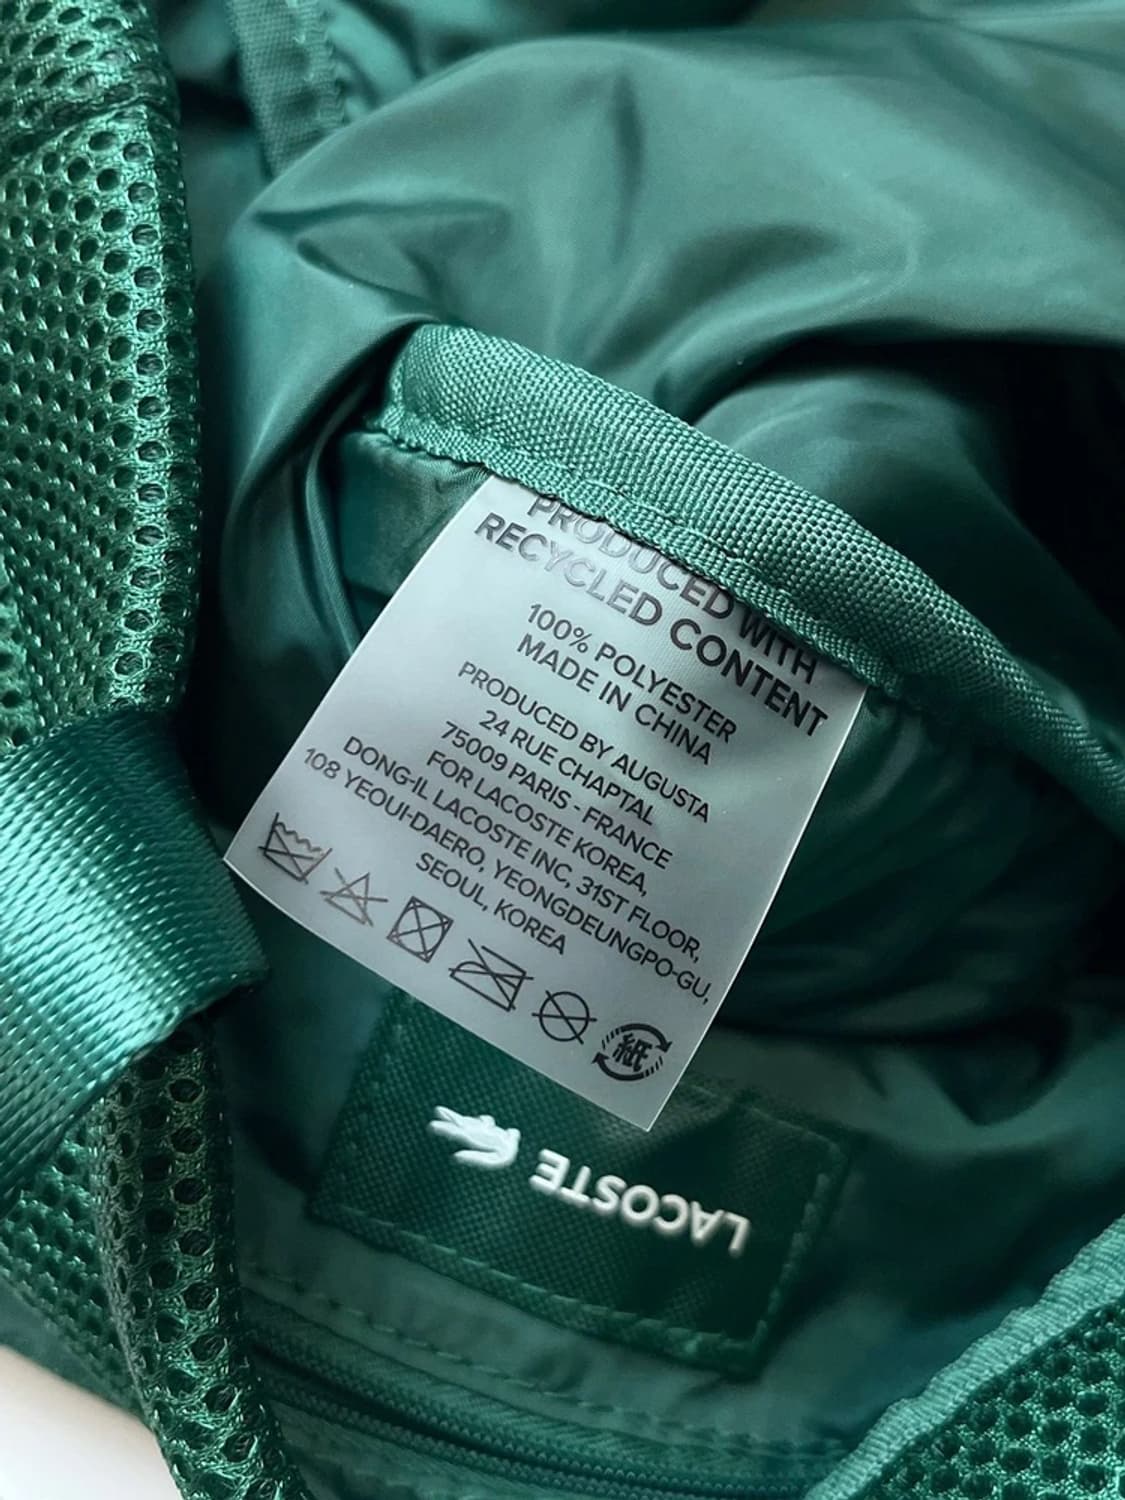 PRODUCED WITH
RECYCLED CONTENT
100% POLYESTER
MADE IN CHINA
PRODUCED BY AUGUSTA
24 RUE CHAPTAL
75009 PARIS - FRANCE
FOR LACOSTE KOREA,
DONG-IL LACOSTE INC, 31ST FLOOR,
108 YEOUI-DAERO, YEONGDEUNGPO-GU,
SEOUL, KOREA
LACOSTE